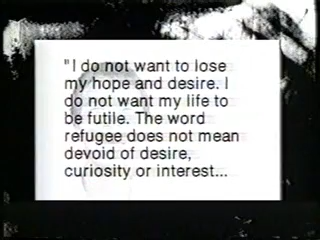 "I do not want to lose
my hope and desire. I
do not want my life to
be futile. The word
refugee does not mean
devoid of desire,
curiosity or interest...